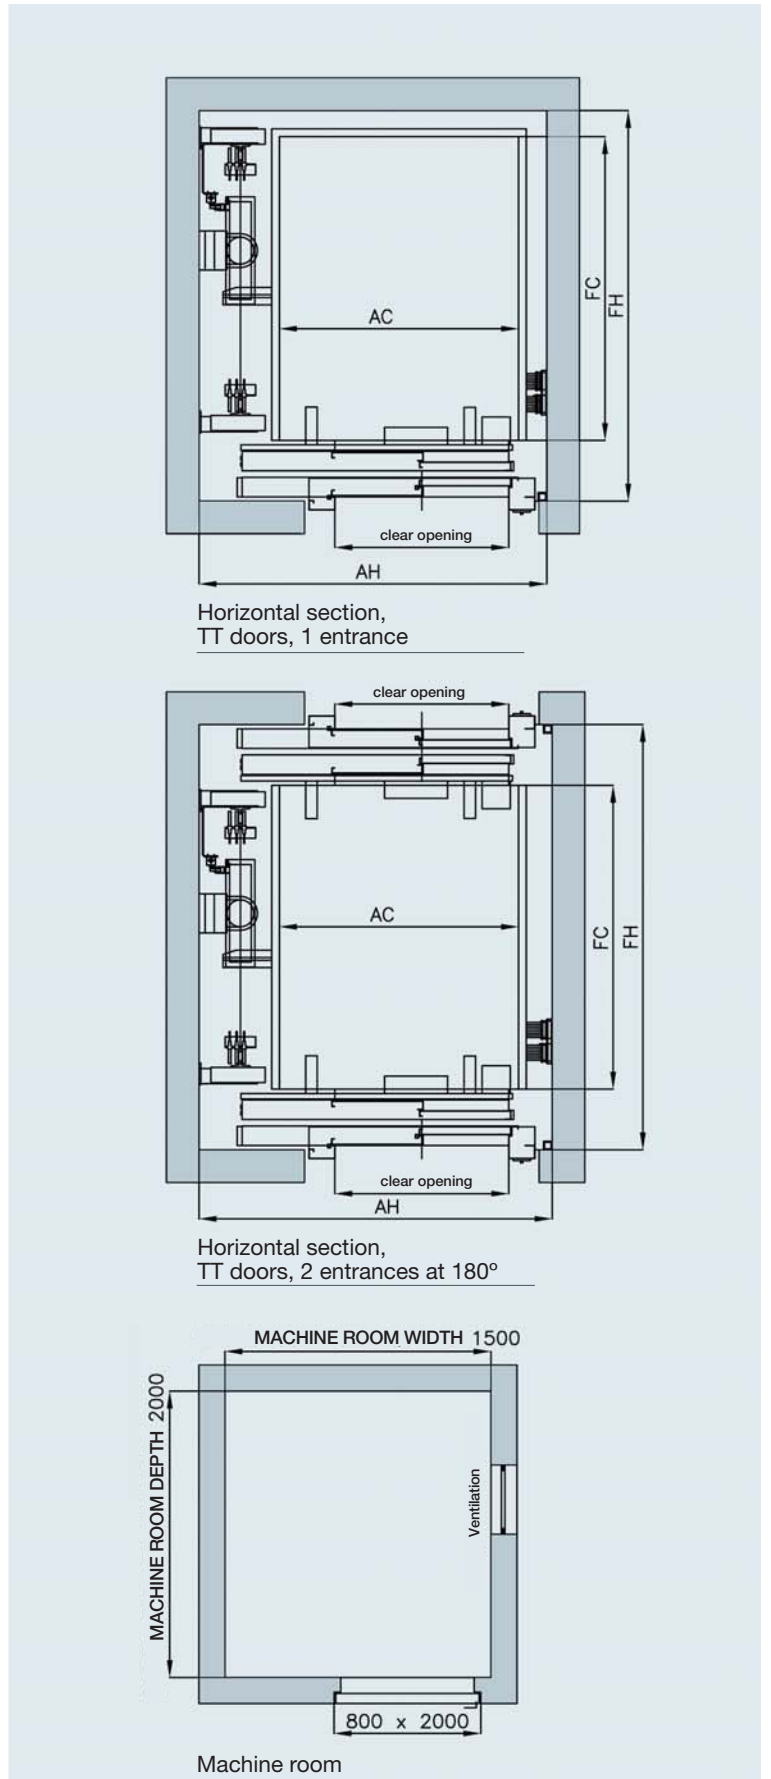 AC
FC
FH
clear opening
AH
Horizontal section,
TT doors, 1 entrance
clear opening
AC
FC
FH
clear opening
AH
Horizontal section,
TT doors, 2 entrances at 180º
MACHINE ROOM WIDTH 1500
MACHINE ROOM DEPTH 2000
Ventilation
800 x 2000
Machine room